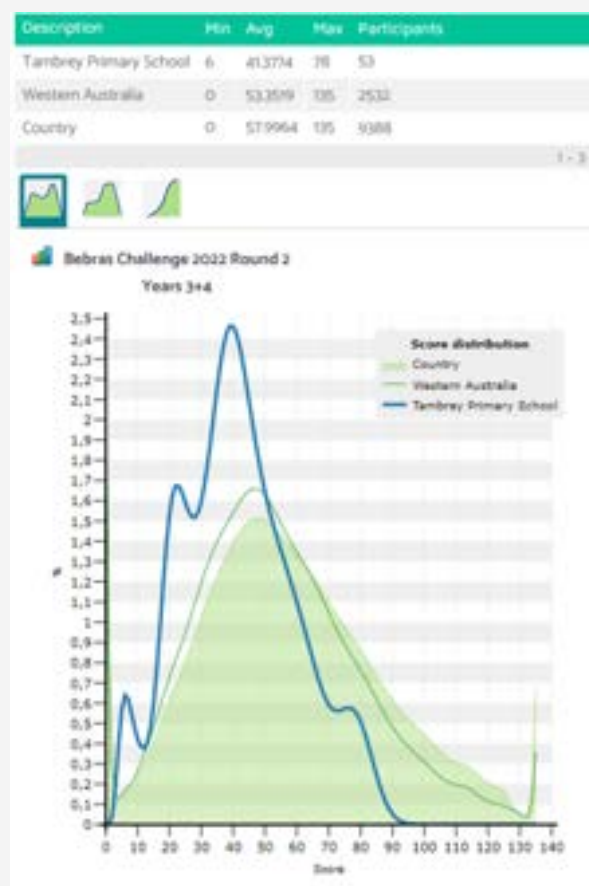 Description Min Avg Max Participants
Tambrey Primary School 6 41.3774 78 53
Western Australia 0 53.3519 135 2532
Country 0 57.9964 135 9388
1 - 3
Bebras Challenge 2022 Round 2
Years 3+4
Score distribution
Country
Western Australia
Tambrey Primary School
2,5
2,4
2,3
2,2
2,1
2
1,9
1,8
1,7
1,6
1,5
1,4
1,3
1,2
1,1
1
0,9
0,8
0,7
0,6
0,5
0,4
0,3
0,2
0,1
0
%
0 10 20 30 40 50 60 70 80 90 100 110 120 130 140
Score